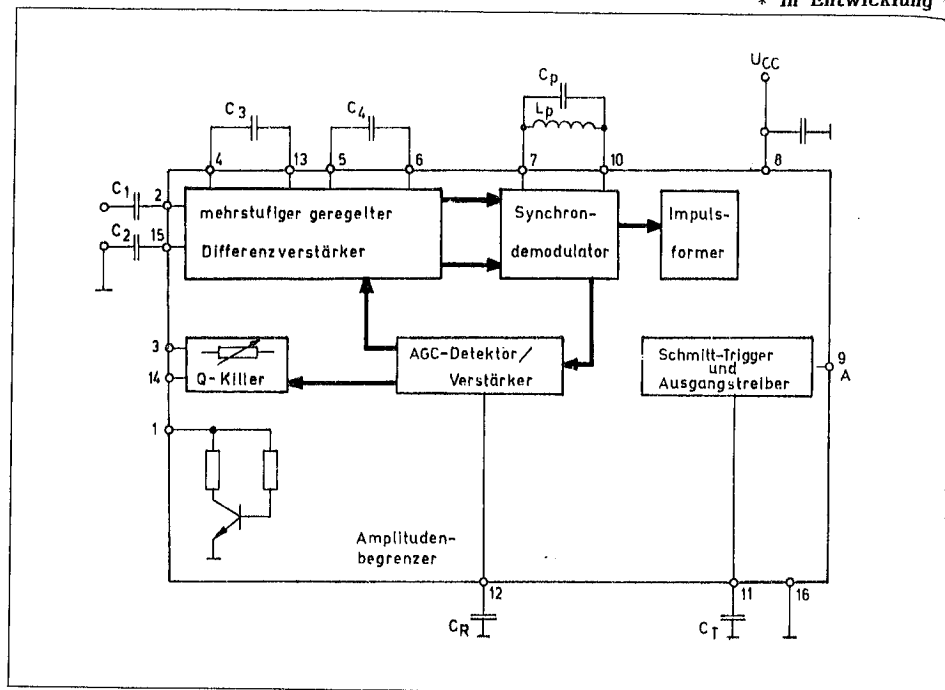 * In Entwicklung *
UCC
Cp
Lp
C3
C4
4
13
5
6
7
10
8
C1
2
C2
15
mehrstufiger geregelter
Differenzverstärker
Synchron-
demodulator
Impuls-
former
3
14
Q-Killer
AGC-Detektor/
Verstärker
Schmitt-Trigger
und
Ausgangstreiber
9
A
1
Amplituden-
begrenzer
12
11
16
CR
CT